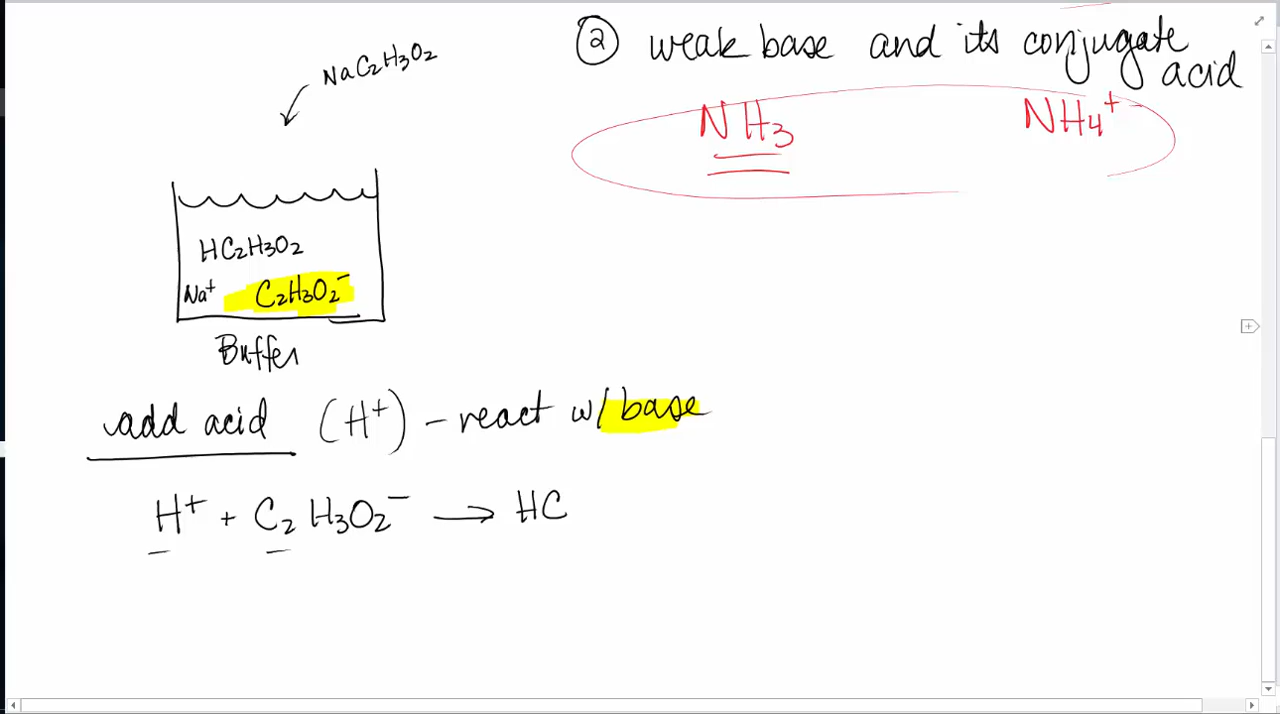 ② weak base and its conjugate
acid
NH₃ NH₄⁺
NaC₂H₃O₂
HC₂H₃O₂
Na⁺ C₂H₃O₂⁻
Buffer
add acid (H⁺) – react w/ base
H⁺ + C₂H₃O₂⁻ → HC